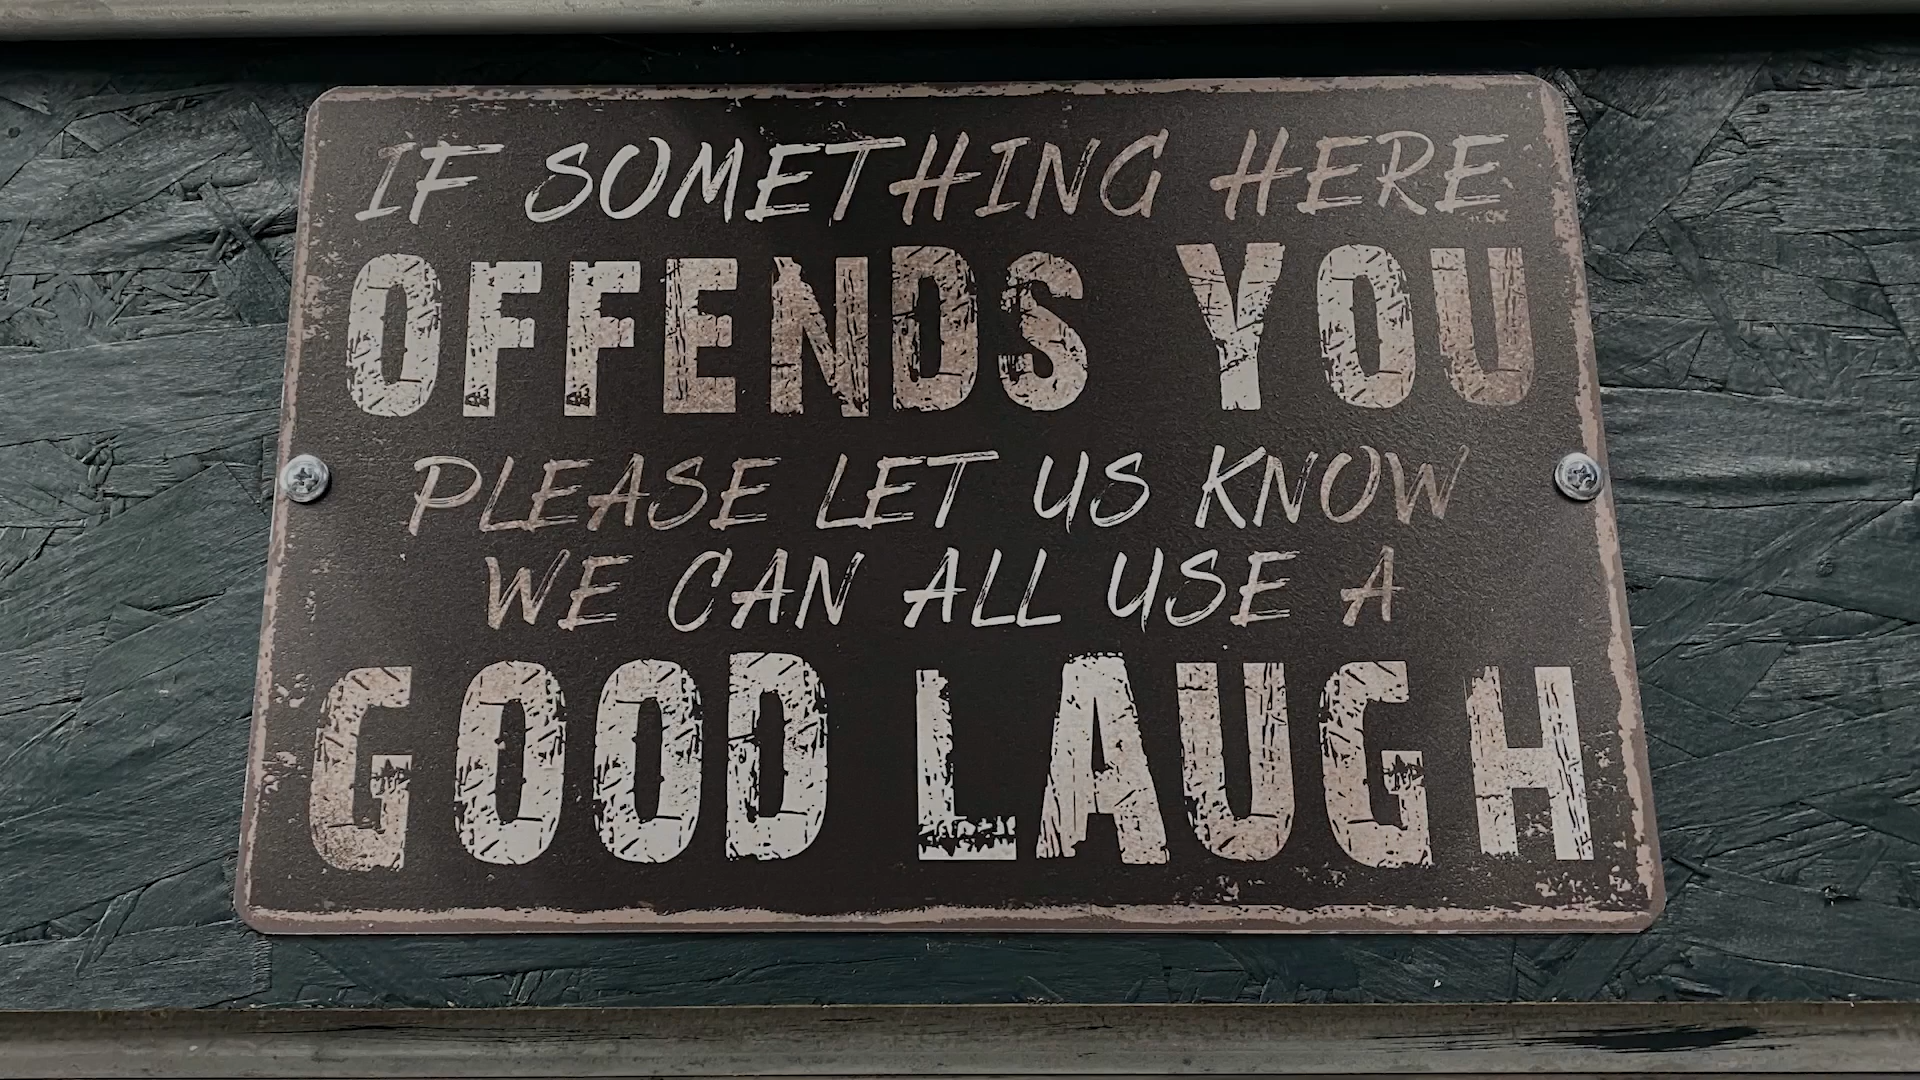 IF SOMETHING HERE
OFFENDS YOU
PLEASE LET US KNOW
WE CAN ALL USE A
GOOD LAUGH